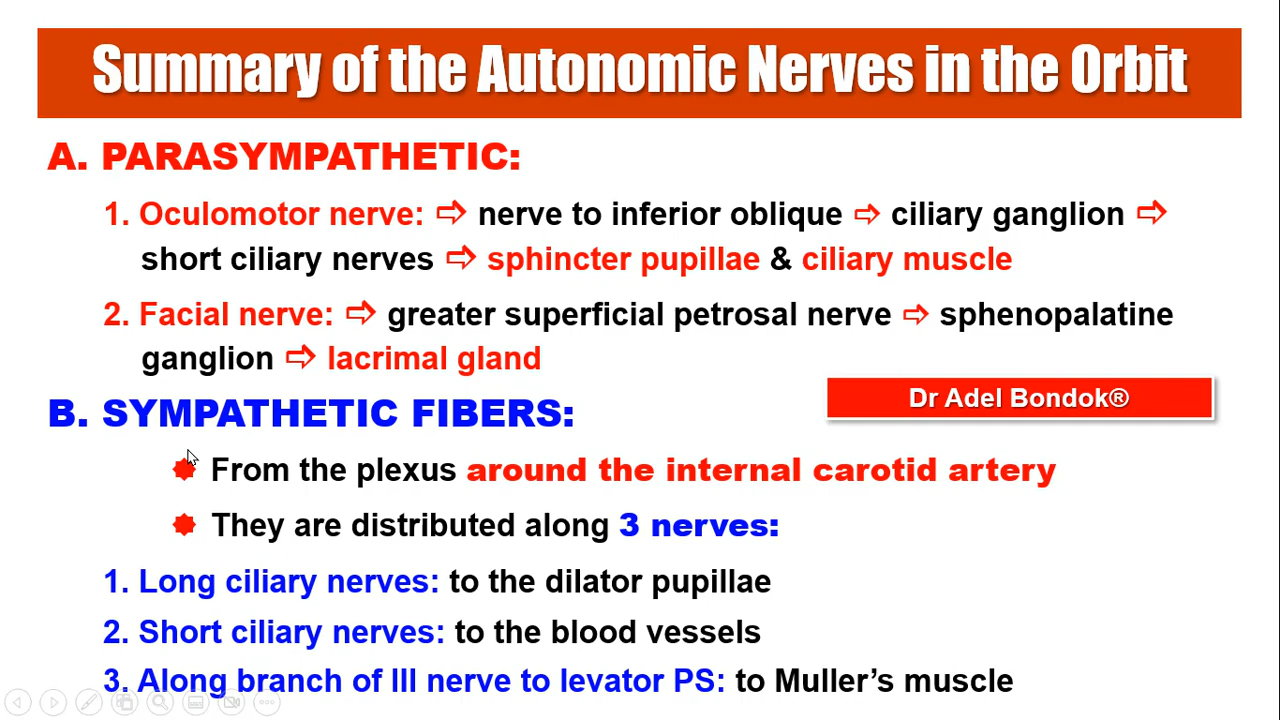 Summary of the Autonomic Nerves in the Orbit
A. PARASYMPATHETIC:
1. Oculomotor nerve: ⇨ nerve to inferior oblique ⇨ ciliary ganglion ⇨
short ciliary nerves ⇨ sphincter pupillae & ciliary muscle
2. Facial nerve: ⇨ greater superficial petrosal nerve ⇨ sphenopalatine
ganglion ⇨ lacrimal gland
Dr Adel Bondok®
B. SYMPATHETIC FIBERS:
From the plexus around the internal carotid artery
They are distributed along 3 nerves:
1. Long ciliary nerves: to the dilator pupillae
2. Short ciliary nerves: to the blood vessels
3. Along branch of III nerve to levator PS: to Muller’s muscle